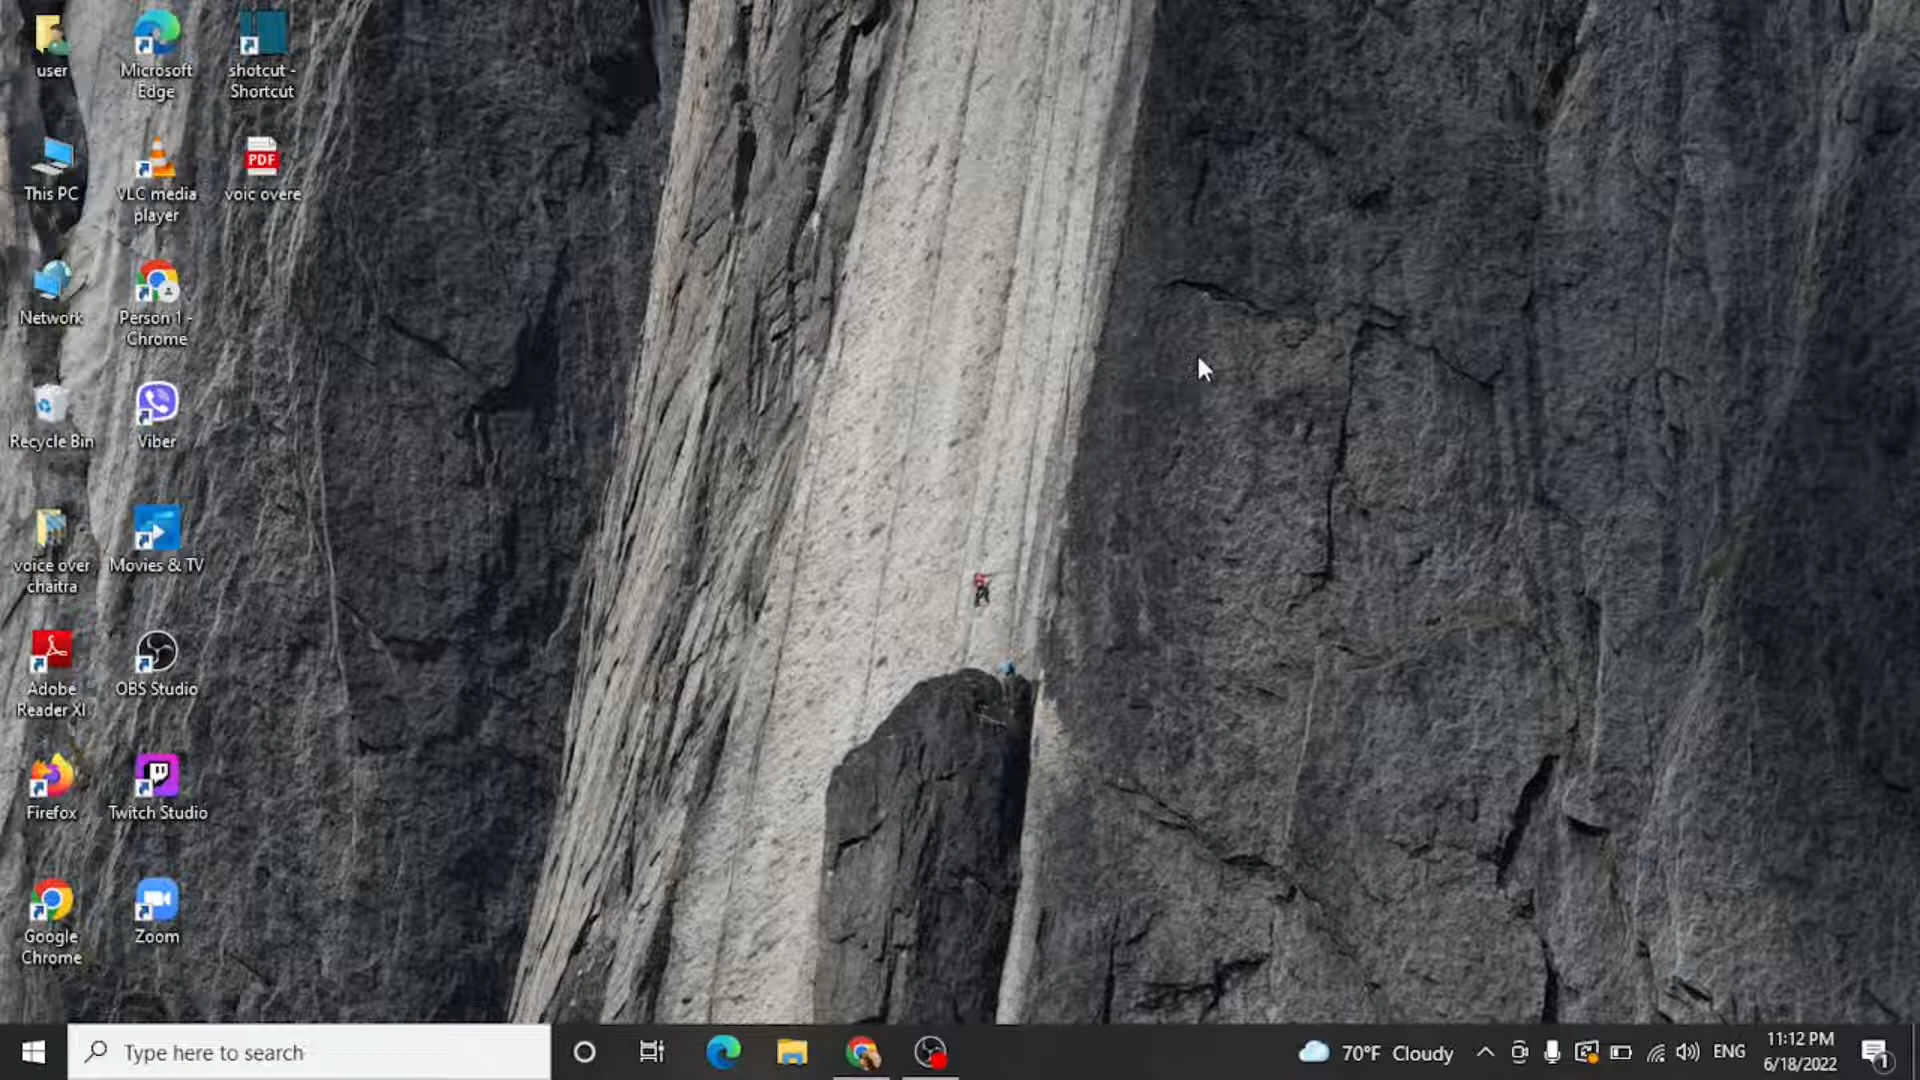 user
Microsoft
Edge
shotcut -
Shortcut
This PC
VLC media
player
PDF
voic overe
Network
Person 1 -
Chrome
Recycle Bin
Viber
voice over
chaitra
Movies & TV
Adobe
Reader XI
OBS Studio
Firefox
Twitch Studio
Google
Chrome
Zoom
Type here to search
70°F Cloudy
ENG
11:12 PM
6/18/2022
1